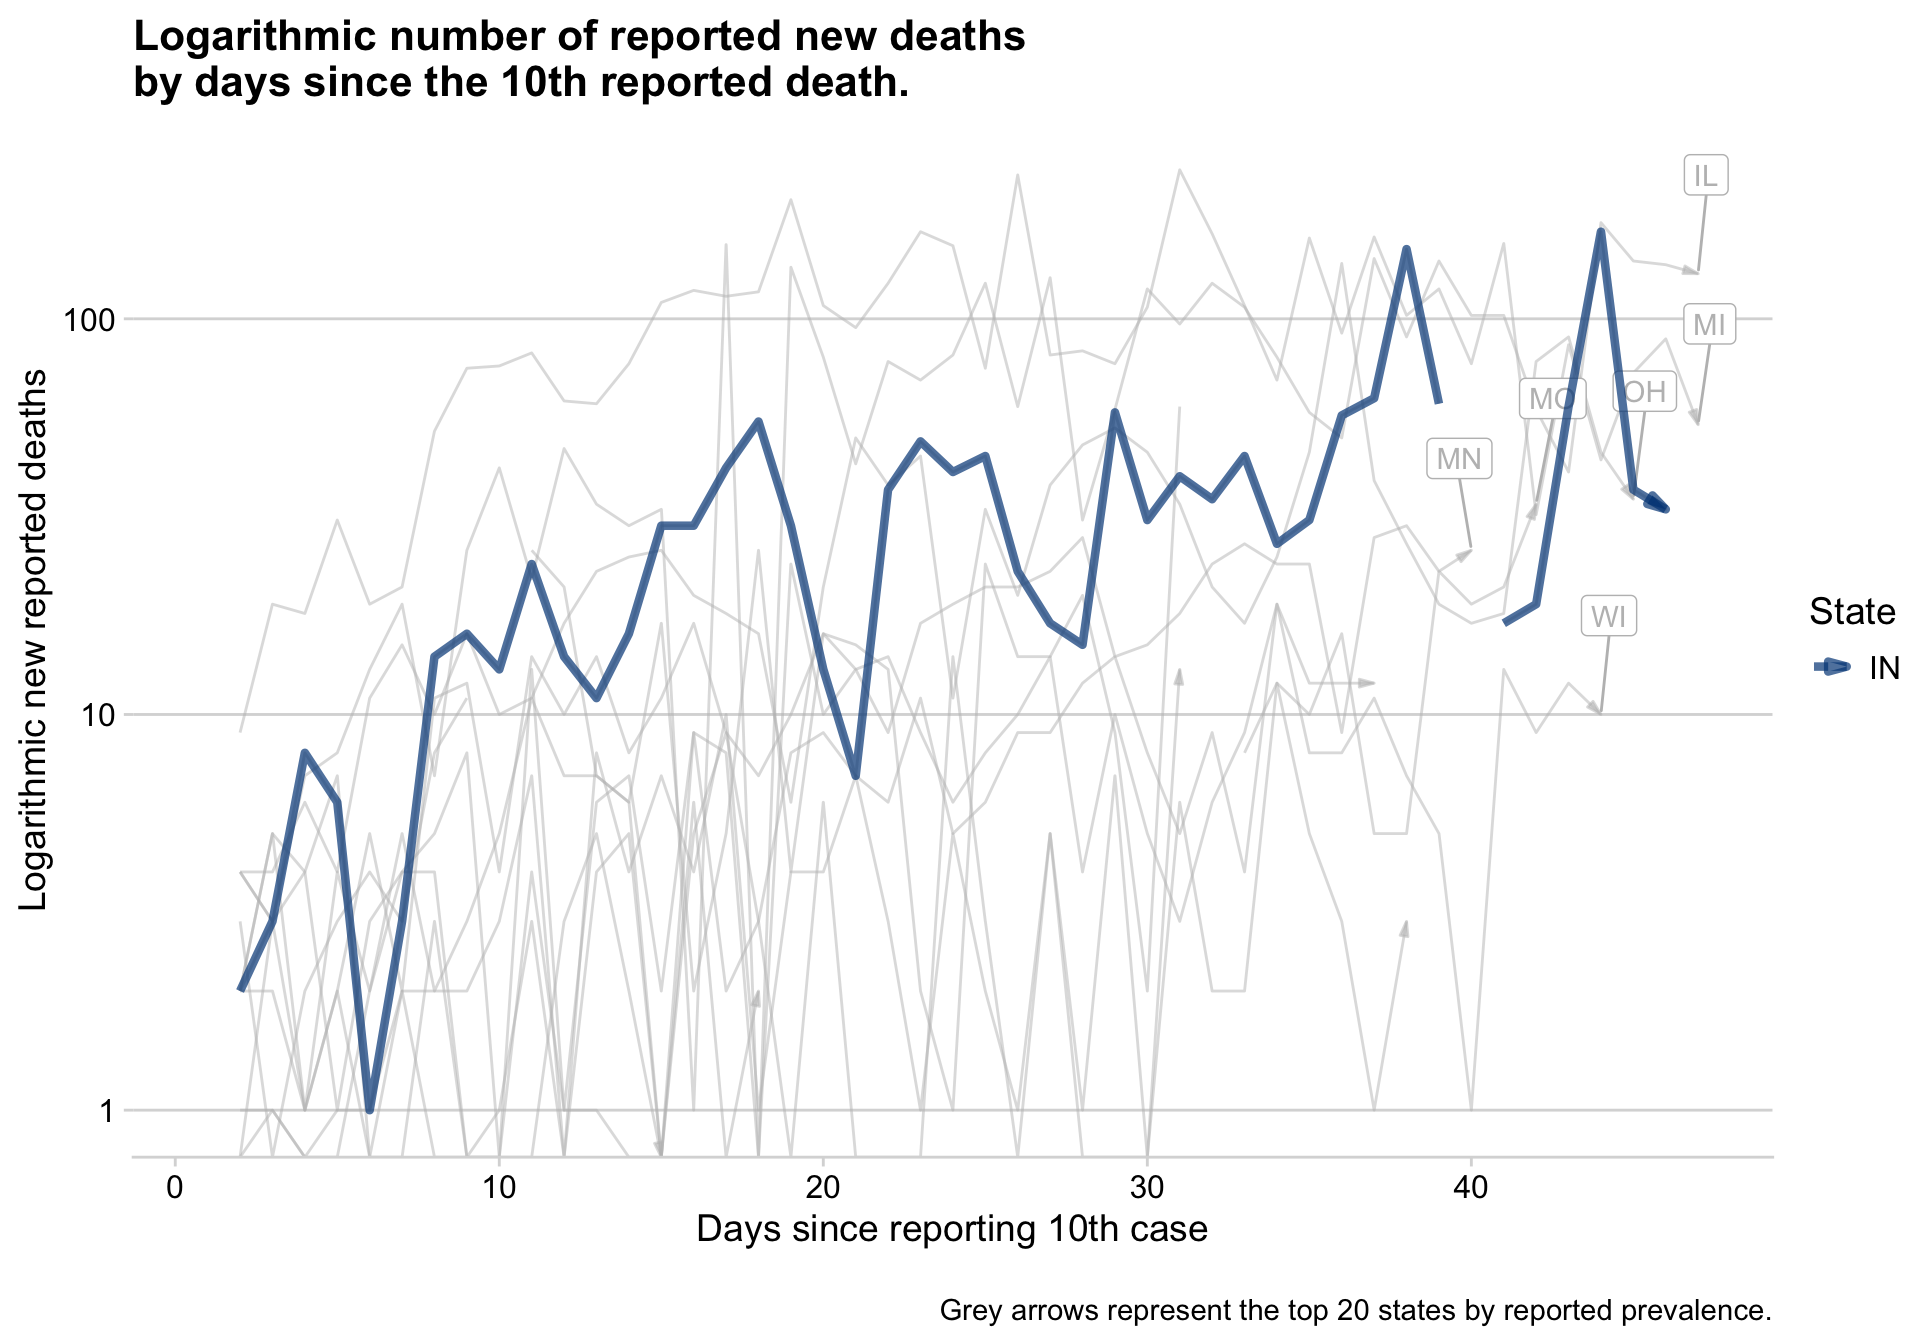 Logarithmic number of reported new deaths
by days since the 10th reported death.
Logarithmic new reported deaths
100
10
1
IL
MI
MO
OH
MN
WI
State
IN
0
10
20
30
40
Days since reporting 10th case
Grey arrows represent the top 20 states by reported prevalence.